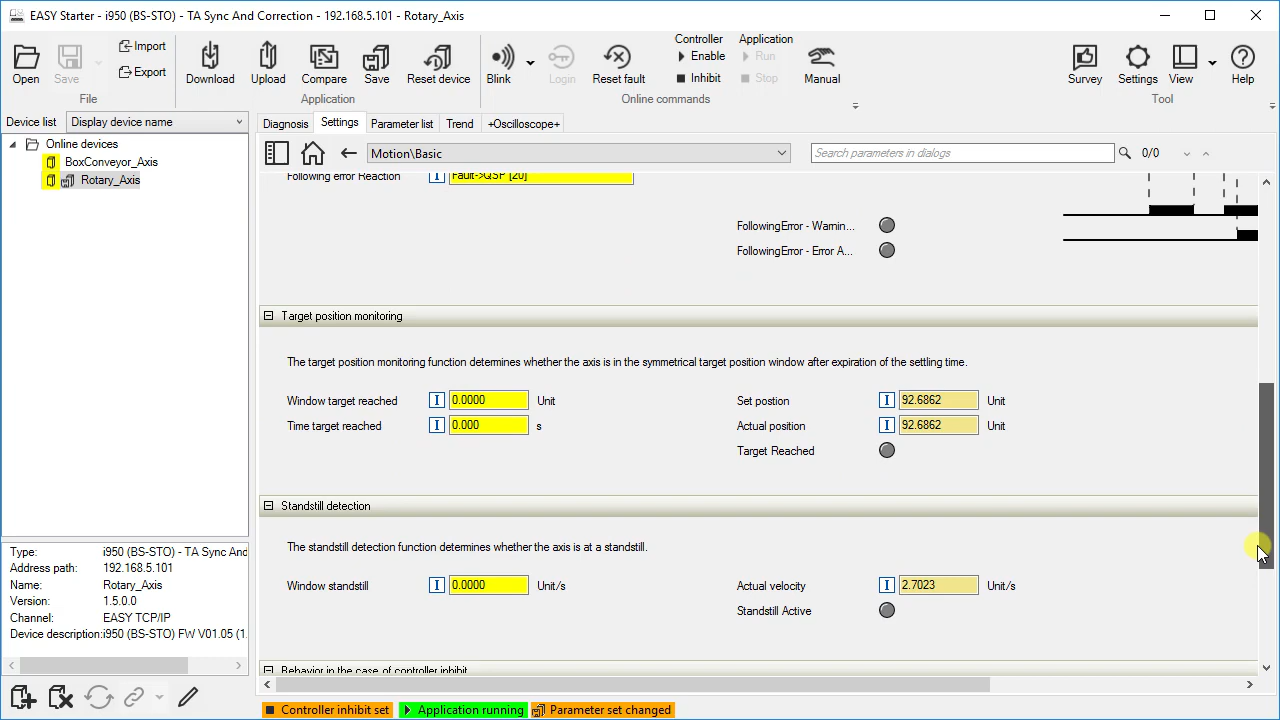 EASY Starter - i950 (BS-STO) - TA Sync And Correction - 192.168.5.101 - Rotary_Axis
Open
Save
Import
Export
File
Download
Upload
Compare
Save
Reset device
Application
Blink
Login
Reset fault
Controller
Enable
Inhibit
Application
Run
Stop
Manual
Online commands
Survey
Settings
View
Help
Tool
Device list
Display device name
Online devices
BoxConveyor_Axis
Rotary_Axis
Type: i950 (BS-STO) - TA Sync And
Address path: 192.168.5.101
Name: Rotary_Axis
Version: 1.5.0.0
Channel: EASY TCP/IP
Device description: i950 (BS-STO) FW V01.05 (1.
Diagnosis
Settings
Parameter list
Trend
+Oscilloscope+
Motion\Basic
Search parameters in dialogs
0/0
Following error Reaction I Fault->QSP [20]
FollowingError - Warnin...
FollowingError - Error A...
Target position monitoring
The target position monitoring function determines whether the axis is in the symmetrical target position window after expiration of the settling time.
Window target reached I 0.0000 Unit
Set postion I 92.6862 Unit
Time target reached I 0.000 s
Actual position I 92.6862 Unit
Target Reached
Standstill detection
The standstill detection function determines whether the axis is at a standstill.
Window standstill I 0.0000 Unit/s
Actual velocity I 2.7023 Unit/s
Standstill Active
Behavior in the case of controller inhibit
Controller inhibit set
Application running
Parameter set changed